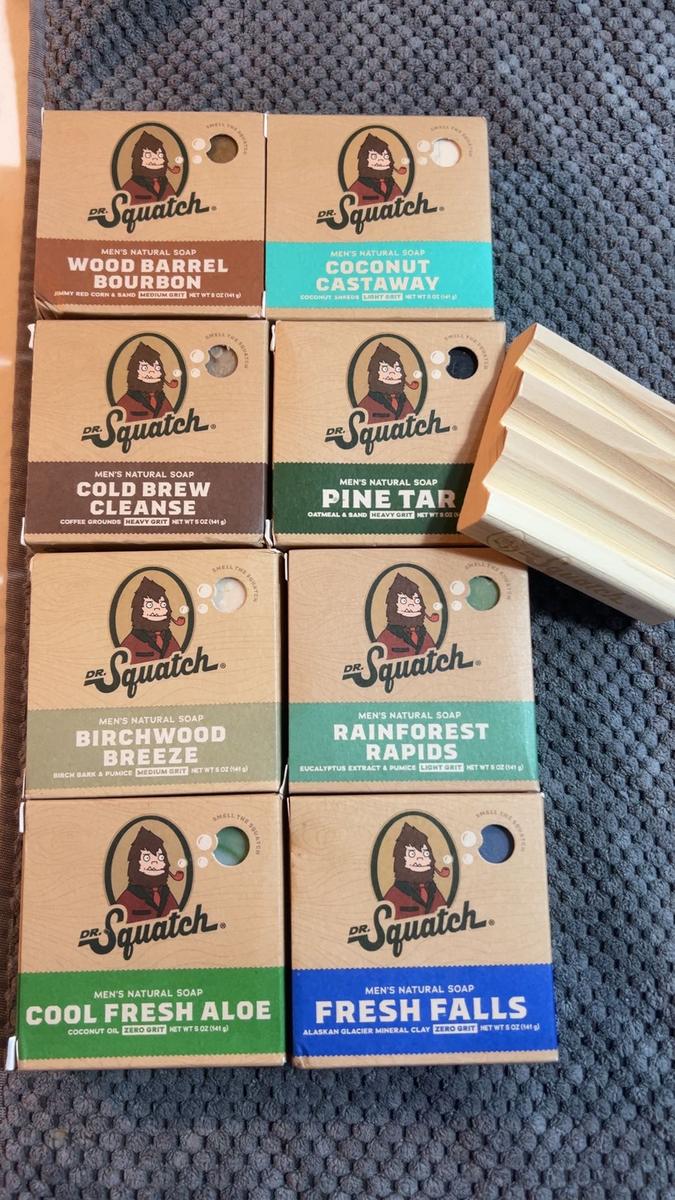 SMELL THE SQUATCH
DR. Squatch®
MEN'S NATURAL SOAP
WOOD BARREL
BOURBON
JIMMY RED CORN & SAND MEDIUM GRIT NET WT 5 OZ (141 g)
SMELL THE SQUATCH
DR. Squatch®
MEN'S NATURAL SOAP
COCONUT
CASTAWAY
COCONUT SHREDS LIGHT GRIT NET WT 5 OZ (141 g)
SMELL THE SQUATCH
DR. Squatch®
MEN'S NATURAL SOAP
COLD BREW
CLEANSE
COFFEE GROUNDS HEAVY GRIT NET WT 5 OZ (141 g)
SMELL THE SQUATCH
DR. Squatch®
MEN'S NATURAL SOAP
PINE TAR
OATMEAL & SAND HEAVY GRIT NET WT 5 OZ
SMELL THE SQUATCH
DR. Squatch®
MEN'S NATURAL SOAP
BIRCHWOOD
BREEZE
BIRCH BARK & PUMICE MEDIUM GRIT NET WT 5 OZ (141 g)
SMELL THE SQUATCH
DR. Squatch®
MEN'S NATURAL SOAP
RAINFOREST
RAPIDS
EUCALYPTUS EXTRACT & PUMICE LIGHT GRIT NET WT 5 OZ (141 g)
SMELL THE SQUATCH
DR. Squatch®
MEN'S NATURAL SOAP
COOL FRESH ALOE
COCONUT OIL ZERO GRIT NET WT 5 OZ (141 g)
SMELL THE SQUATCH
DR. Squatch®
MEN'S NATURAL SOAP
FRESH FALLS
ALASKAN GLACIER MINERAL CLAY ZERO GRIT NET WT 5 OZ (141 g)